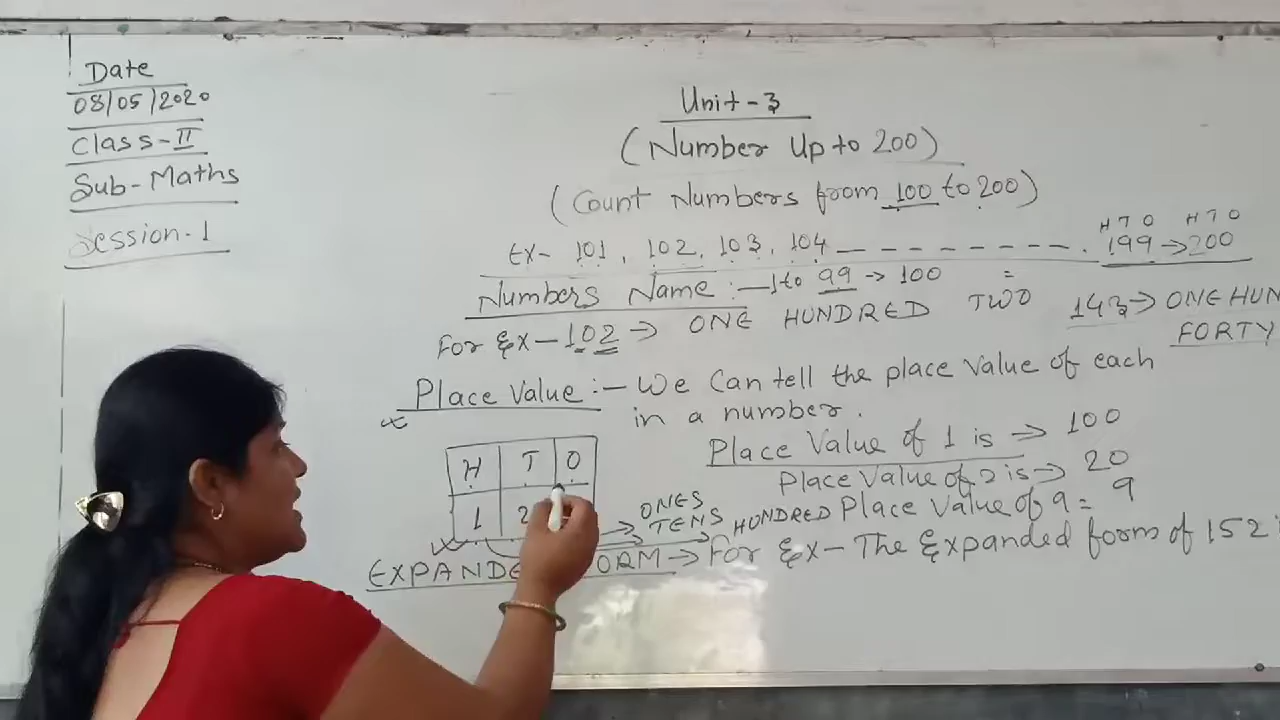 Date
08/05/2020
Class-II
Sub-Maths
Session-1
Unit-3
(Number Up to 200)
(Count Numbers from 100 to 200)
H T O H T O
Ex- 101, 102, 103, 104 - - - - - - - - . 199 → 200
Numbers Name :- 1 to 99 → 100
For Ex- 102 → ONE HUNDRED TWO 143 → ONE HUN
FORTY
Place Value :- We Can tell the place Value of each
in a number.
H T O
1 2
Place Value of 1 is → 100
Place Value of 2 is → 20
ONES
TENS
HUNDRED Place Value of 9 = 9
EXPANDE ORM → For Ex- The Expanded form of 152